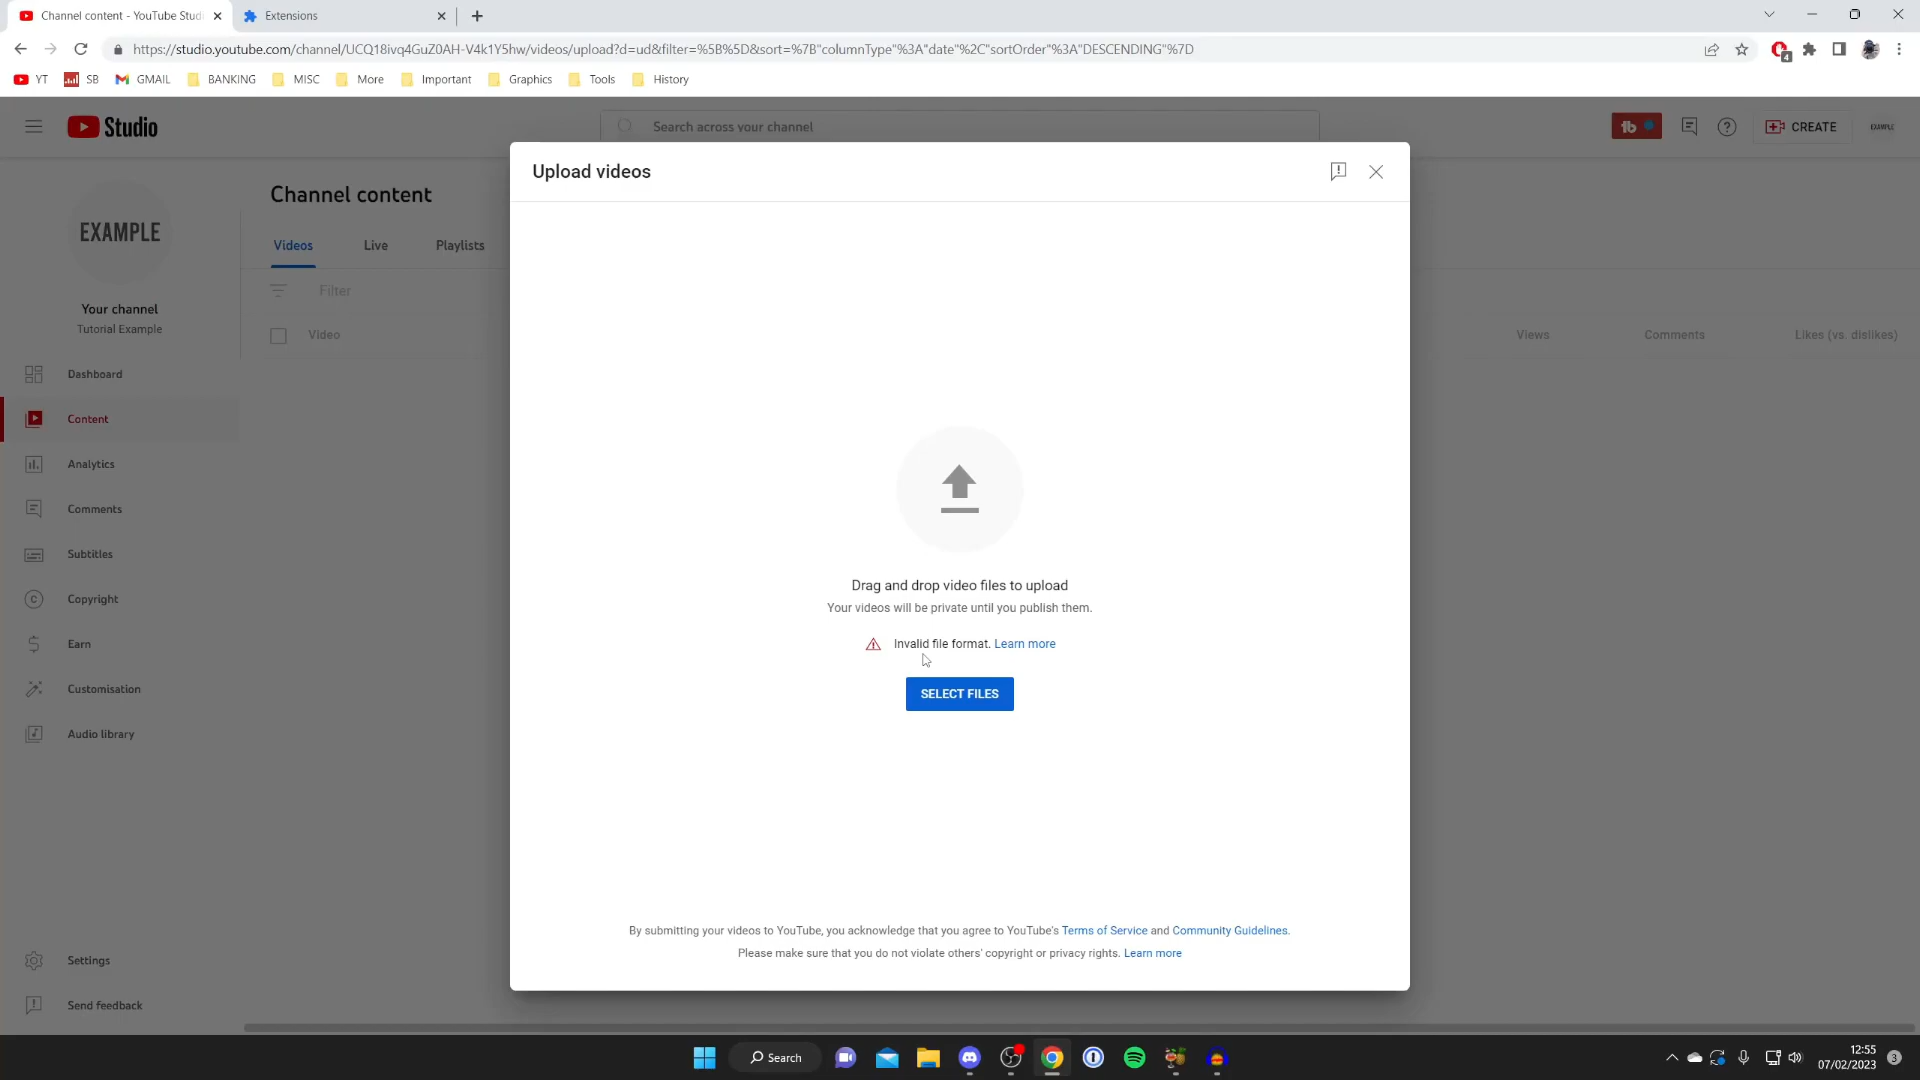 Channel content - YouTube Studi
Extensions
https://studio.youtube.com/channel/UCQ18ivq4GuZ0AH-V4k1Y5hw/videos/upload?d=ud&filter=%5B%5D&sort=%7B"columnType"%3A"date"%2C"sortOrder"%3A"DESCENDING"%7D
4
YT SB GMAIL BANKING MISC More Important Graphics Tools History
Studio
Search across your channel
tb
CREATE
EXAMPLE
Upload videos
Channel content
EXAMPLE
Videos Live Playlists
Filter
Your channel
Tutorial Example
Video
Views Comments Likes (vs. dislikes)
Dashboard
Content
Analytics
Comments
Subtitles
Copyright
Earn
Customisation
Audio library
Settings
Send feedback
Drag and drop video files to upload
Your videos will be private until you publish them.
Invalid file format. Learn more
SELECT FILES
By submitting your videos to YouTube, you acknowledge that you agree to YouTube's Terms of Service and Community Guidelines.
Please make sure that you do not violate others' copyright or privacy rights. Learn more
Search
12:55
07/02/2023
3